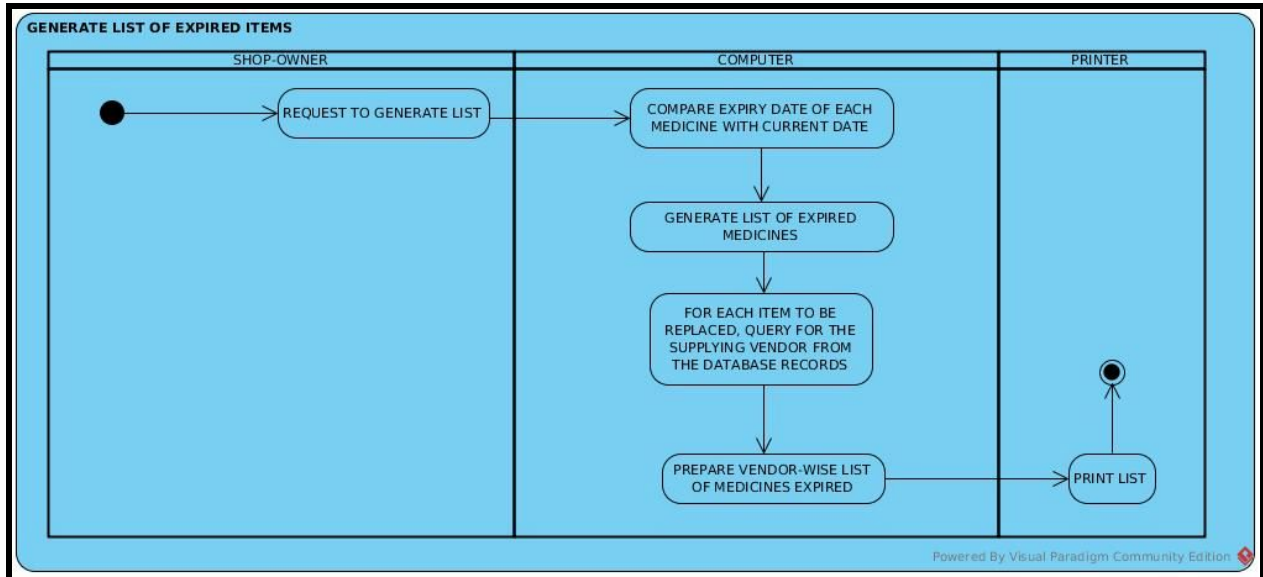 GENERATE LIST OF EXPIRED ITEMS
SHOP-OWNER
COMPUTER
PRINTER
REQUEST TO GENERATE LIST
COMPARE EXPIRY DATE OF EACH
MEDICINE WITH CURRENT DATE
GENERATE LIST OF EXPIRED
MEDICINES
FOR EACH ITEM TO BE
REPLACED, QUERY FOR THE
SUPPLYING VENDOR FROM
THE DATABASE RECORDS
PREPARE VENDOR-WISE LIST
OF MEDICINES EXPIRED
PRINT LIST
Powered By Visual Paradigm Community Edition